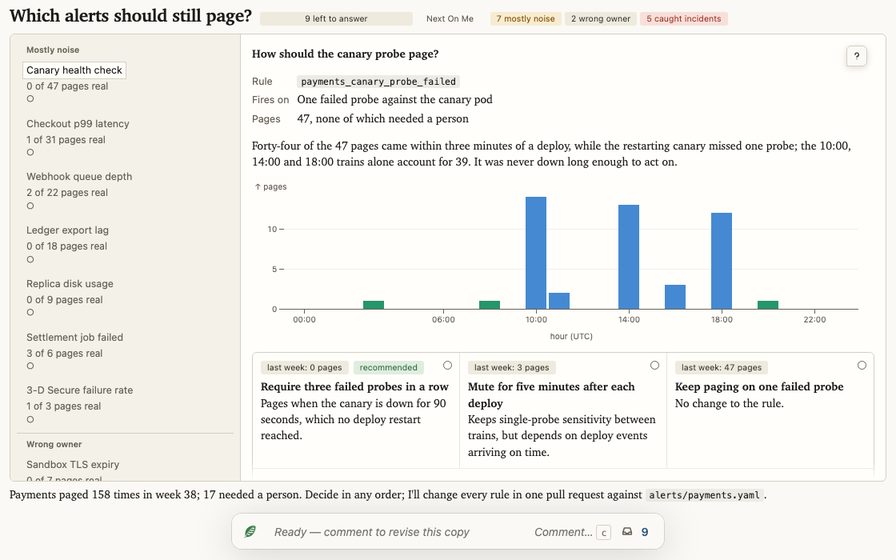 Which alerts should still page?
9 left to answer
Next On Me
7 mostly noise
2 wrong owner
5 caught incidents
Mostly noise
Canary health check
0 of 47 pages real
Checkout p99 latency
1 of 31 pages real
Webhook queue depth
2 of 22 pages real
Ledger export lag
0 of 18 pages real
Replica disk usage
0 of 9 pages real
Settlement job failed
3 of 6 pages real
3-D Secure failure rate
1 of 3 pages real
Wrong owner
Sandbox TLS expiry
0 of 7 pages real
How should the canary probe page?
?
Rule payments_canary_probe_failed
Fires on One failed probe against the canary pod
Pages 47, none of which needed a person
Forty-four of the 47 pages came within three minutes of a deploy, while the restarting canary missed one probe; the 10:00,
14:00 and 18:00 trains alone account for 39. It was never down long enough to act on.
↑ pages
10
5
0
00:00 06:00 10:00 14:00 18:00 22:00
hour (UTC)
last week: 0 pages recommended
Require three failed probes in a row
Pages when the canary is down for 90
seconds, which no deploy restart
reached.
last week: 3 pages
Mute for five minutes after each
deploy
Keeps single-probe sensitivity between
trains, but depends on deploy events
arriving on time.
last week: 47 pages
Keep paging on one failed probe
No change to the rule.
Payments paged 158 times in week 38; 17 needed a person. Decide in any order; I'll change every rule in one pull request against alerts/payments.yaml.
Ready — comment to revise this copy
Comment... c
9